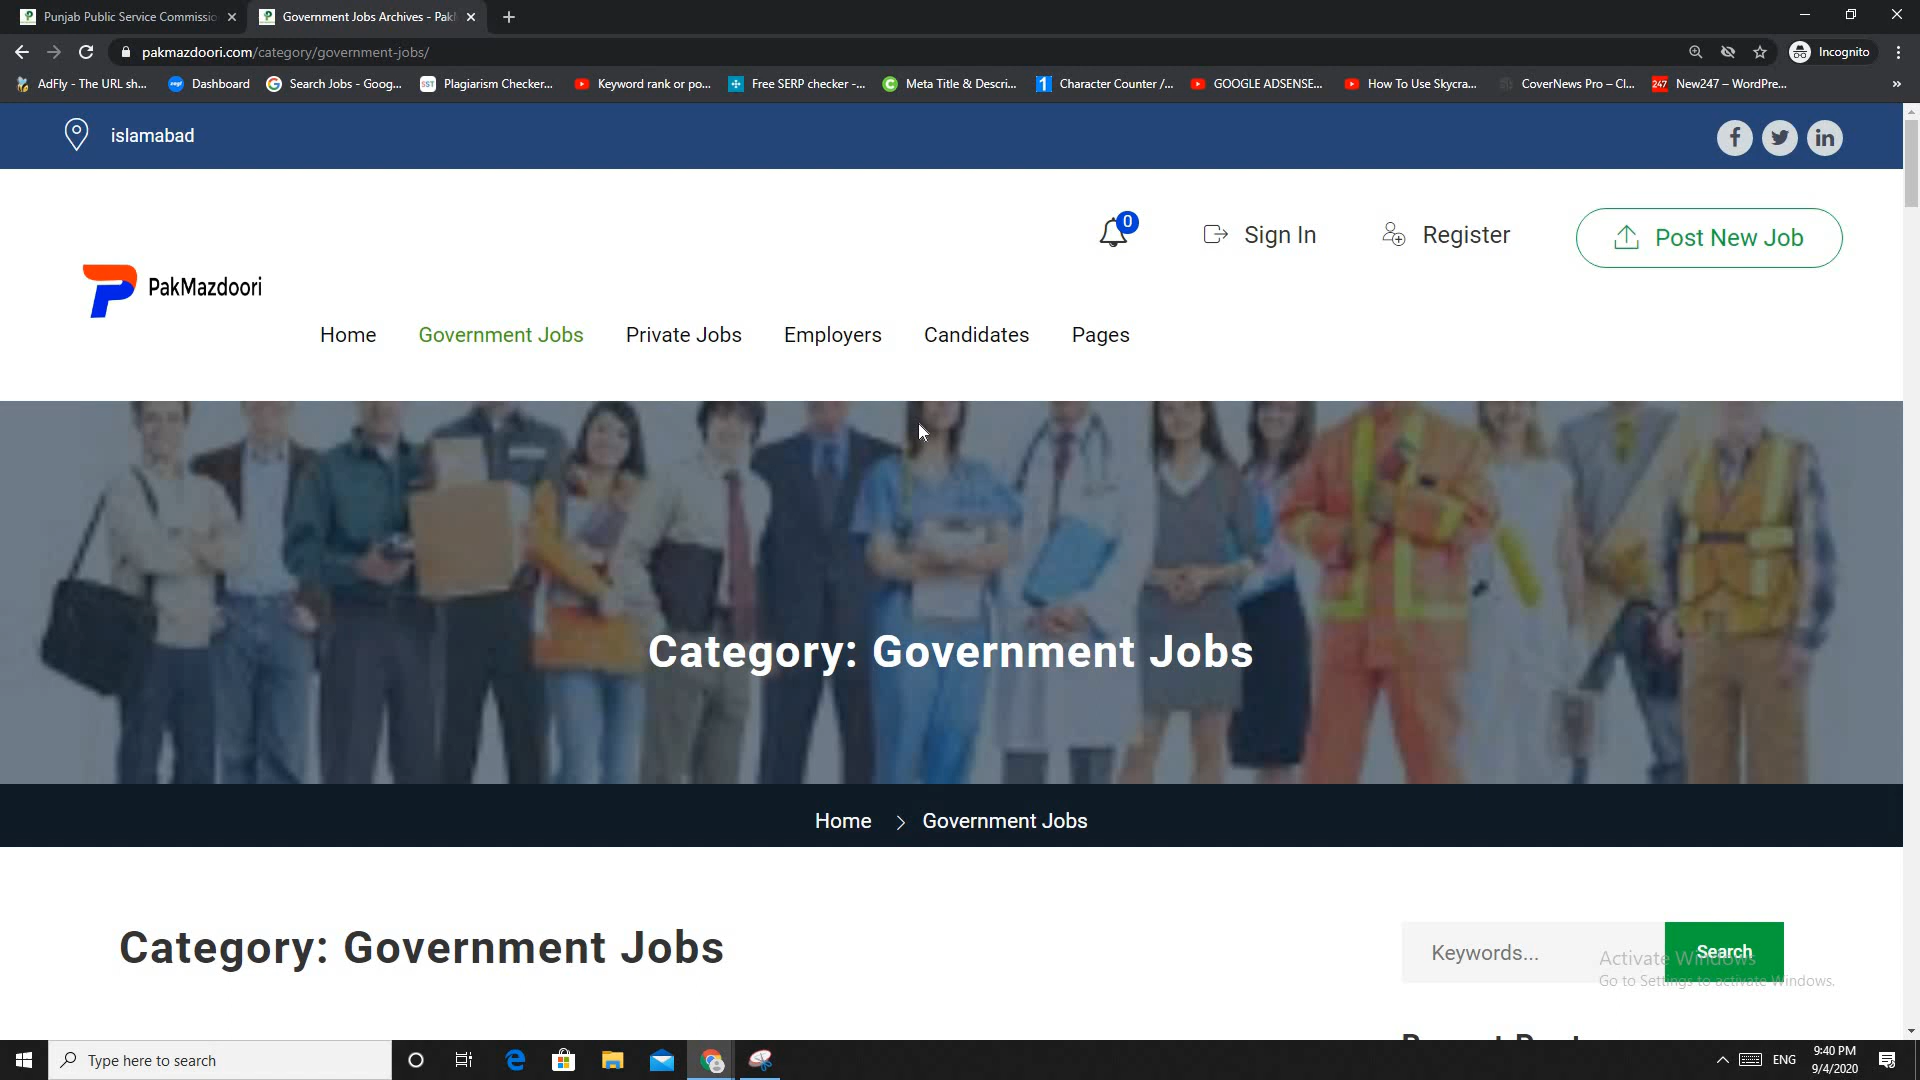 Punjab Public Service Commissio
Government Jobs Archives - Pak
pakmazdoori.com/category/government-jobs/
Incognito
AdFly - The URL sh...
Dashboard
Search Jobs - Goog...
SST
Plagiarism Checker...
Keyword rank or po...
Free SERP checker -...
Meta Title & Descri...
Character Counter /...
GOOGLE ADSENSE...
How To Use Skycra...
CoverNews Pro – Cl...
247
New247 – WordPre...
islamabad
0
Sign In
Register
Post New Job
PakMazdoori
Home
Government Jobs
Private Jobs
Employers
Candidates
Pages
Category: Government Jobs
Home > Government Jobs
Category: Government Jobs
Keywords...
Search
Activate Windows
Go to Settings to activate Windows.
Type here to search
ENG
9:40 PM
9/4/2020